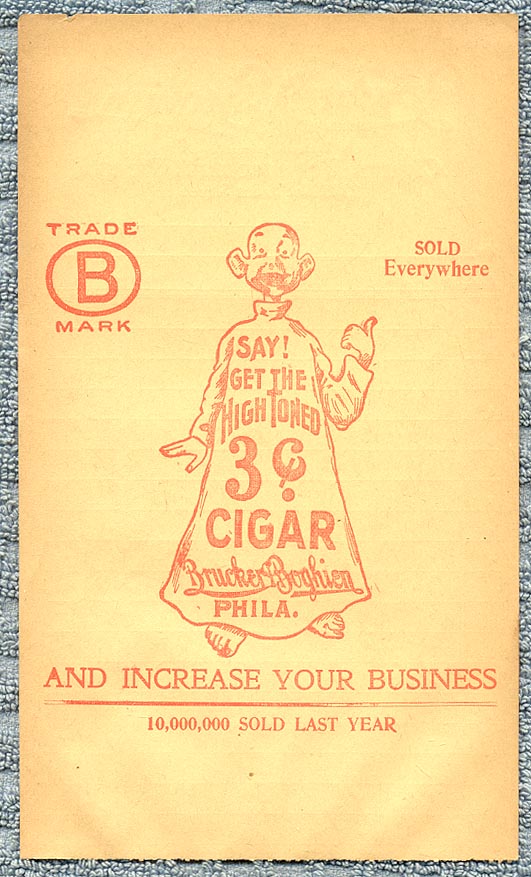 TRADE
B
MARK
SOLD
Everywhere
SAY!
GET THE
HIGH TONED
3¢
CIGAR
Brucker & Boghien
PHILA.
AND INCREASE YOUR BUSINESS
10,000,000 SOLD LAST YEAR